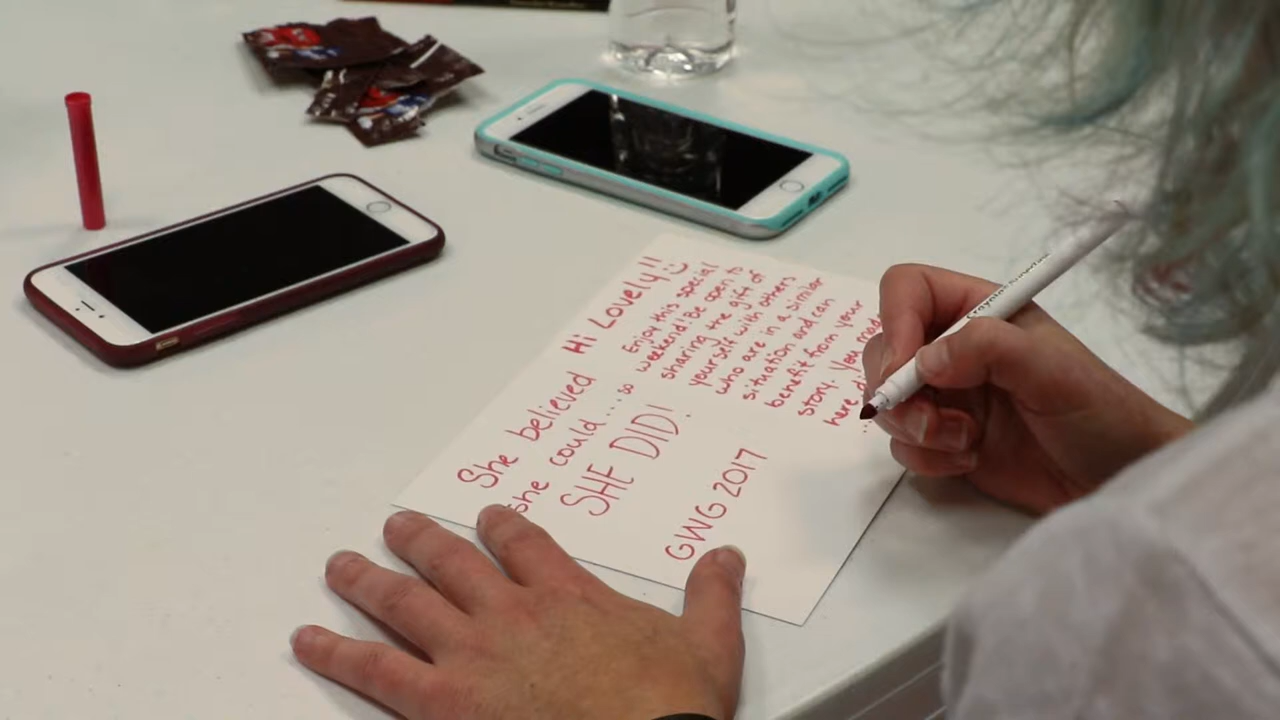 She believed
she could....so
SHE DID!
GWG 2017
Hi Lovely!!
Enjoy this special
weekend! Be open to
sharing the gift of
yourself with others
who are in a similar
situation and can
benefit from your
story. You made
here
Crayola